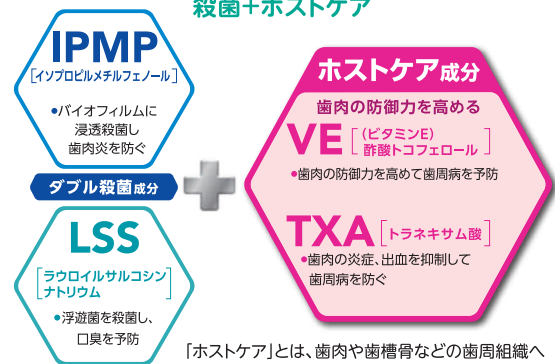 殺菌+ホストケア
IPMP
[イソプロピルメチルフェノール]
●バイオフィルムに
浸透殺菌し
歯肉炎を防ぐ
ダブル殺菌成分
LSS
[ラウロイルサルコシン
ナトリウム]
●浮遊菌を殺菌し、
口臭を予防
ホストケア成分
歯肉の防御力を高める
VE[(ビタミンE)
酢酸トコフェロール]
●歯肉の防御力を高めて歯周病を予防
TXA[トラネキサム酸]
●歯肉の炎症、出血を抑制して
歯周病を防ぐ
「ホストケア」とは、歯肉や歯槽骨などの歯周組織へ